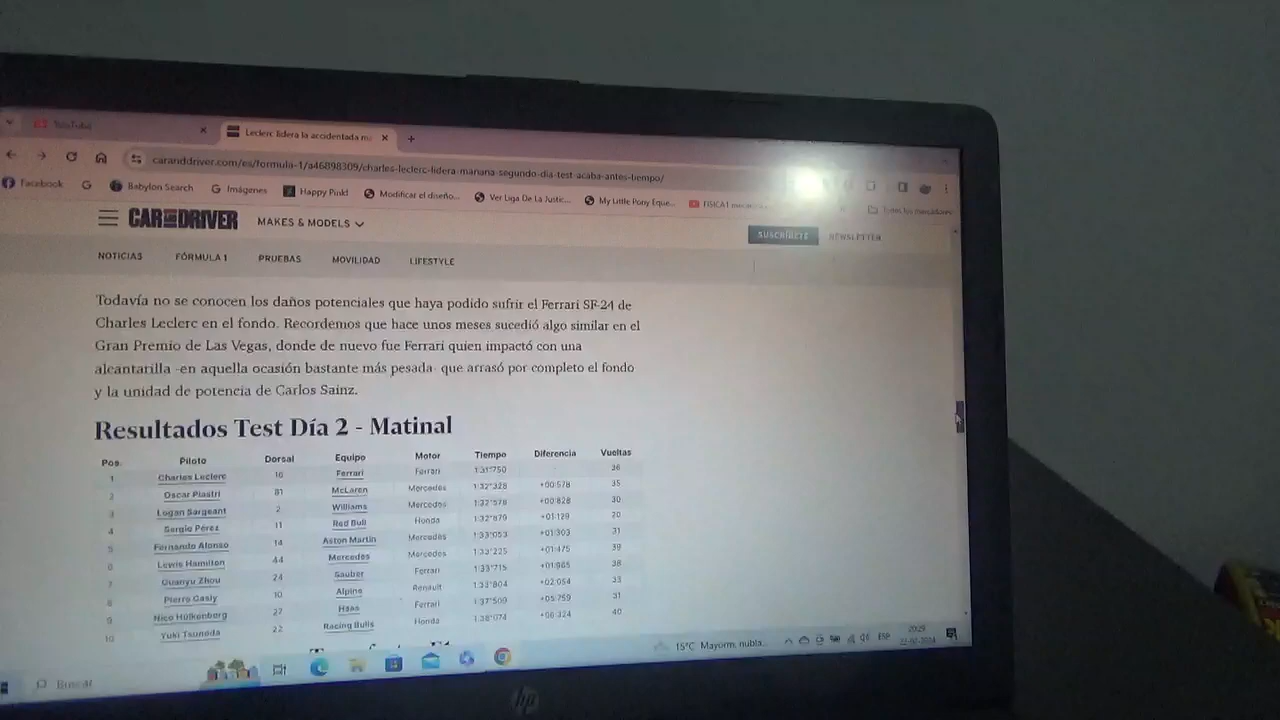 YouTube
Leclerc lidera la accidentada ma
caranddriver.com/es/formula-1/a46898309/charles-leclerc-lidera-manana-segundo-dia-test-acaba-antes-tiempo/
Facebook G Babylon Search Imágenes Happy Pink! Modificar el diseño... Ver Liga De La Justic... My Little Pony Eque... Todos los marcadores
CAR AND DRIVER MAKES & MODELS SUSCRÍBETE NEWSLETTER
NOTICIAS FÓRMULA 1 PRUEBAS MOVILIDAD LIFESTYLE
Todavía no se conocen los daños potenciales que haya podido sufrir el Ferrari SF-24 de
Charles Leclerc en el fondo. Recordemos que hace unos meses sucedió algo similar en el
Gran Premio de Las Vegas, donde de nuevo fue Ferrari quien impactó con una
alcantarilla -en aquella ocasión bastante más pesada- que arrasó por completo el fondo
y la unidad de potencia de Carlos Sainz.
Resultados Test Día 2 - Matinal
Pos. Piloto Dorsal Equipo Motor Tiempo Diferencia Vueltas
1 Charles Leclerc 16 Ferrari Ferrari 1:31"750 - 36
2 Oscar Piastri 81 McLaren Mercedes 1:32"328 +00:578 35
3 Logan Sargeant 2 Williams Mercedes 1:32"578 +00:828 30
4 Sergio Pérez 11 Red Bull Honda 1:32"879 +01:129 20
5 Fernando Alonso 14 Aston Martin Mercedes 1:33"053 +01:303 31
6 Lewis Hamilton 44 Mercedes Mercedes 1:33"225 +01:475 39
7 Guanyu Zhou 24 Sauber Ferrari 1:33"715 +01:965 38
8 Pierre Gasly 10 Alpine Renault 1:33"804 +02:054 33
9 Nico Hülkenberg 27 Haas Ferrari 1:37"509 +05:759 31
10 Yuki Tsunoda 22 Racing Bulls Honda 1:38"074 +06:324 40
Buscar 15°C Mayorm. nubla... ESP 20:29
22-02-2024
hp